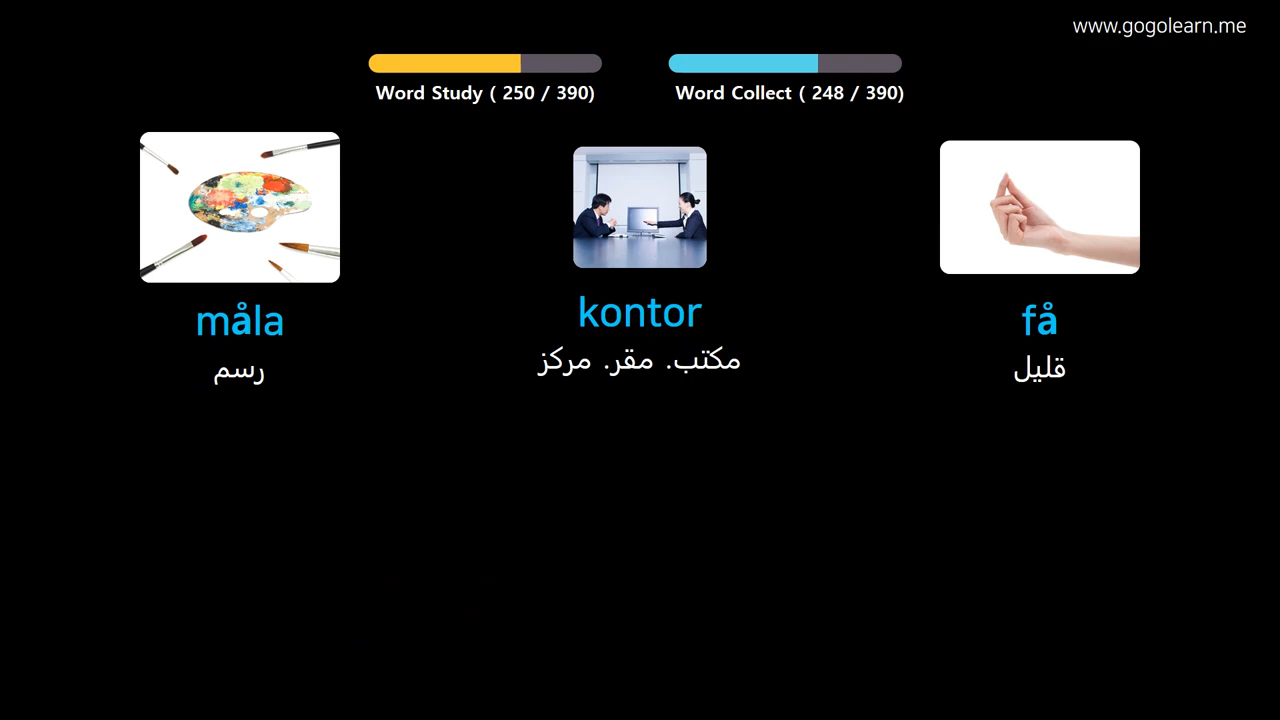 www.gogolearn.me
Word Study ( 250 / 390)
Word Collect ( 248 / 390)
måla
رسم
kontor
مكتب. مقر. مركز
få
قليل